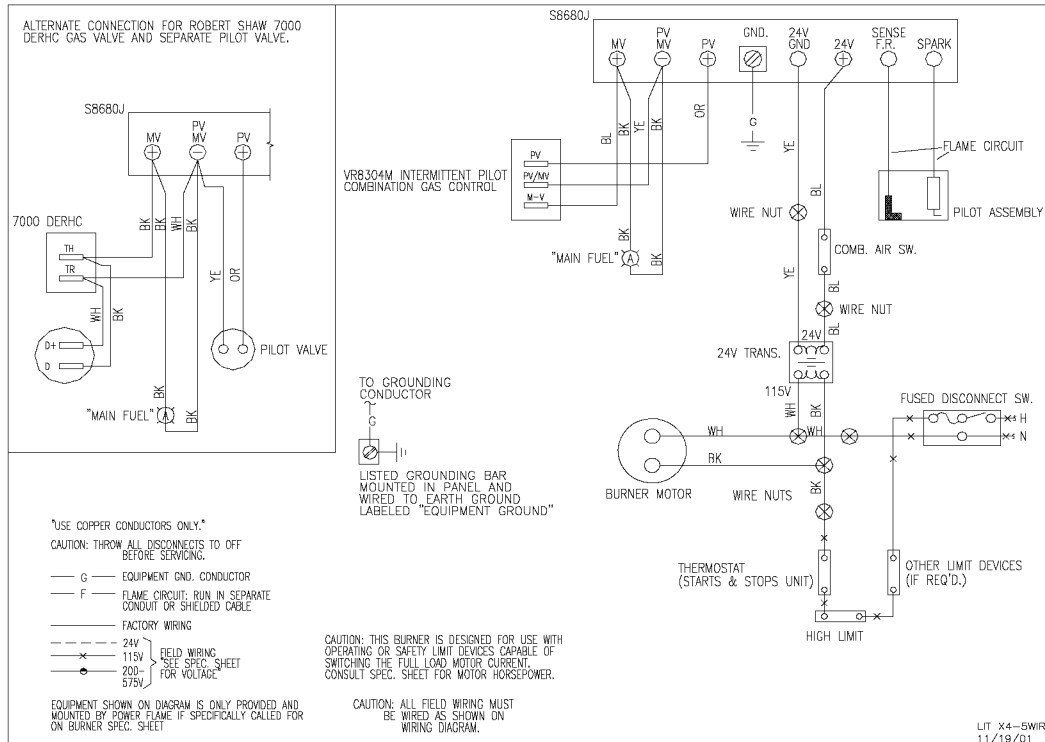 ALTERNATE CONNECTION FOR ROBERT SHAW 7000
DERHC GAS VALVE AND SEPARATE PILOT VALVE.
S8680J
MV
PV
MV
PV
7000 DERHC
TH
TR
BK
BK
WH
BK
YE
OR
WH
BK
D+
D
PILOT VALVE
BK
BK
"MAIN FUEL"
A
S8680J
MV
PV
MV
PV
GND.
24V
GND
24V
SENSE
F.R.
SPARK
BL
BK
YE
BK
OR
G
YE
BL
FLAME CIRCUIT
VR8304M INTERMITTENT PILOT
COMBINATION GAS CONTROL
PV
PV/MV
M-V
PILOT ASSEMBLY
WIRE NUT
BK
BK
"MAIN FUEL"
A
COMB. AIR SW.
YE
BL
WIRE NUT
BL
24V
24V TRANS.
115V
WH
BK
TO GROUNDING
CONDUCTOR
G
LISTED GROUNDING BAR
MOUNTED IN PANEL AND
WIRED TO EARTH GROUND
LABELED "EQUIPMENT GROUND"
FUSED DISCONNECT SW.
H
N
WH
WH
BK
BURNER MOTOR
WIRE NUTS
BK
THERMOSTAT
(STARTS & STOPS UNIT)
OTHER LIMIT DEVICES
(IF REQ'D.)
HIGH LIMIT
"USE COPPER CONDUCTORS ONLY."
CAUTION: THROW ALL DISCONNECTS TO OFF
BEFORE SERVICING.
G EQUIPMENT GND. CONDUCTOR
F FLAME CIRCUIT: RUN IN SEPARATE
CONDUIT OR SHIELDED CABLE
FACTORY WIRING
24V
115V
200-
575V
FIELD WIRING
"SEE SPEC. SHEET
FOR VOLTAGE"
EQUIPMENT SHOWN ON DIAGRAM IS ONLY PROVIDED AND
MOUNTED BY POWER FLAME IF SPECIFICALLY CALLED FOR
ON BURNER SPEC. SHEET
CAUTION: THIS BURNER IS DESIGNED FOR USE WITH
OPERATING OR SAFETY LIMIT DEVICES CAPABLE OF
SWITCHING THE FULL LOAD MOTOR CURRENT.
CONSULT SPEC. SHEET FOR MOTOR HORSEPOWER.
CAUTION: ALL FIELD WIRING MUST
BE WIRED AS SHOWN ON
WIRING DIAGRAM.
LIT X4-5WIR
11/19/01